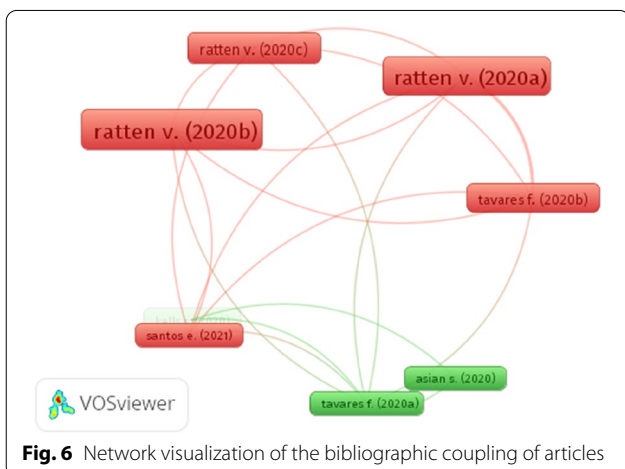 ratten v. (2020c)
ratten v. (2020a)
ratten v. (2020b)
tavares f. (2020b)
santos e. (2021)
asian s. (2020)
tavares f. (2020a)
VOSviewer
Fig. 6 Network visualization of the bibliographic coupling of articles